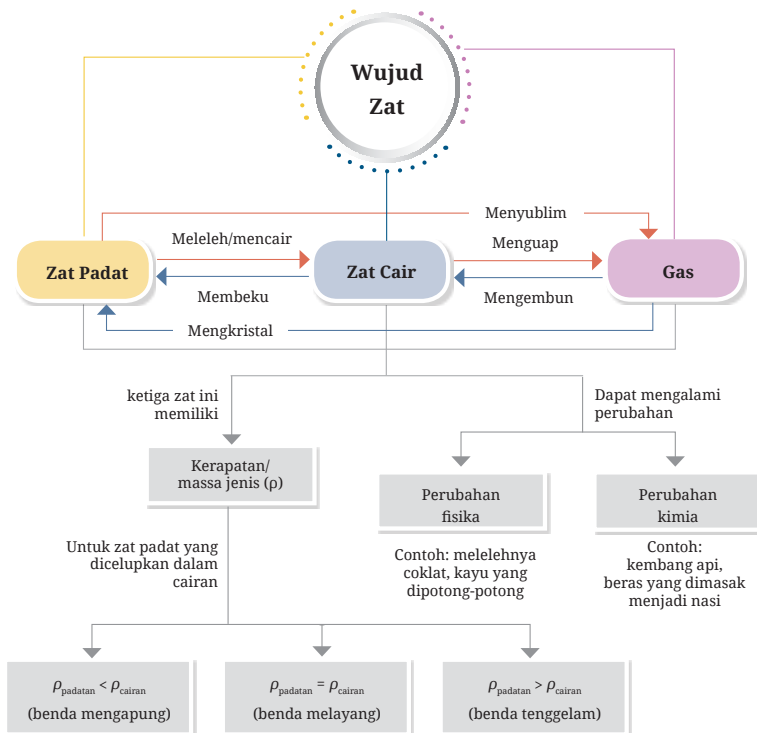 Wujud
Zat
Menyublim
Meleleh/mencair
Menguap
Zat Padat
Zat Cair
Gas
Membeku
Mengembun
Mengkristal
ketiga zat ini
memiliki
Dapat mengalami
perubahan
Kerapatan/
massa jenis (ρ)
Perubahan
fisika
Perubahan
kimia
Untuk zat padat yang
dicelupkan dalam
cairan
Contoh: melelehnya
coklat, kayu yang
dipotong-potong
Contoh:
kembang api,
beras yang dimasak
menjadi nasi
ρpadatan < ρcairan
(benda mengapung)
ρpadatan = ρcairan
(benda melayang)
ρpadatan > ρcairan
(benda tenggelam)